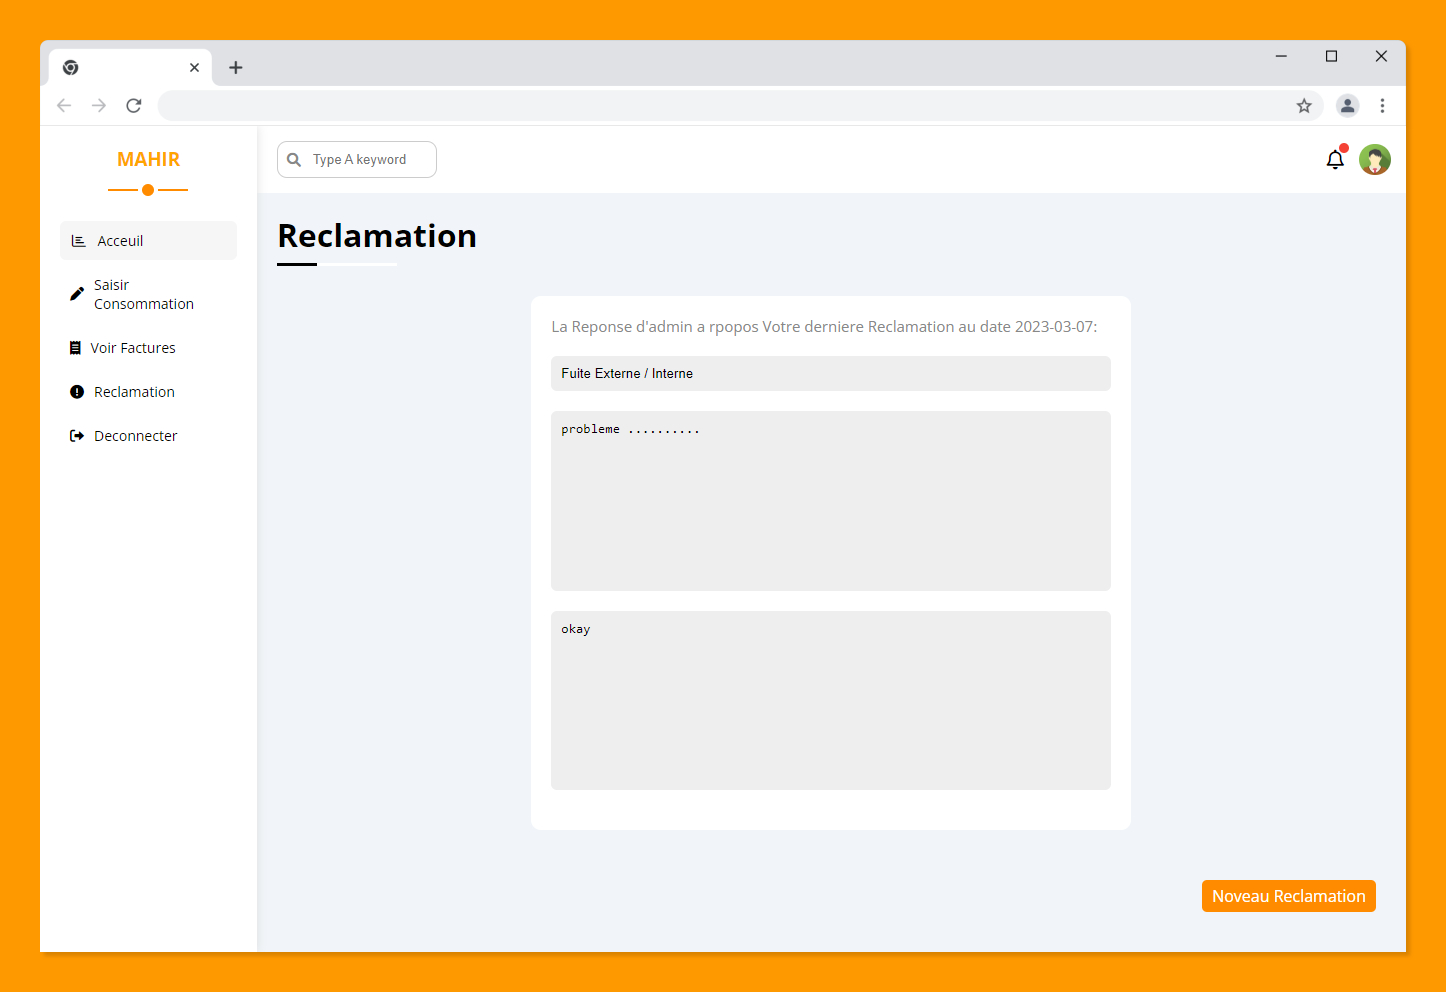 MAHIR
Type A keyword
Acceuil
Saisir
Consommation
Voir Factures
Reclamation
Deconnecter
Reclamation
La Reponse d'admin a rpopos Votre derniere Reclamation au date 2023-03-07:
Fuite Externe / Interne
probleme ..........
okay
Noveau Reclamation